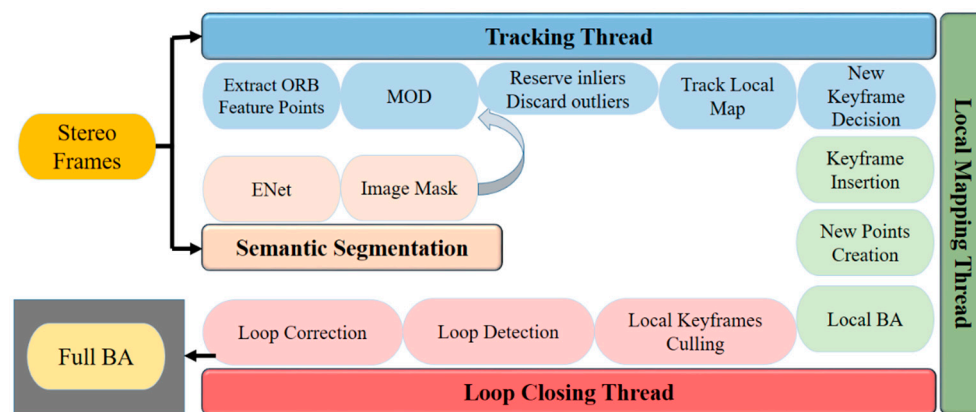 Tracking Thread
Extract ORB
Feature Points
MOD
Reserve inliers
Discard outliers
Track Local
Map
New
Keyframe
Decision
Stereo
Frames
ENet
Image Mask
Keyframe
Insertion
Semantic Segmentation
New Points
Creation
Local Mapping Thread
Full BA
Loop Correction
Loop Detection
Local Keyframes
Culling
Local BA
Loop Closing Thread